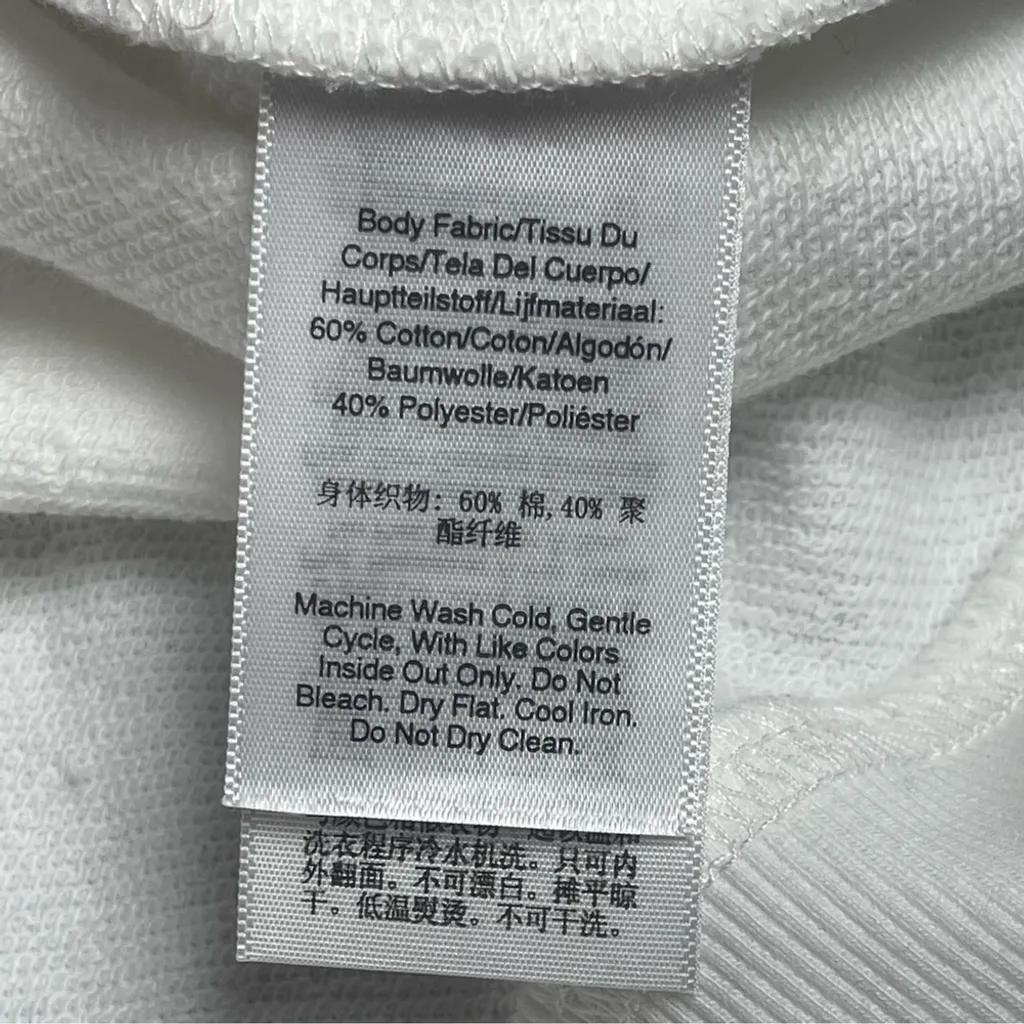 Body Fabric/Tissu Du
Corps/Tela Del Cuerpo/
Hauptteilstoff/Lijfmateriaal:
60% Cotton/Coton/Algodón/
Baumwolle/Katoen
40% Polyester/Poliéster
身体织物: 60% 棉,40% 聚
酯纤维
Machine Wash Cold, Gentle
Cycle, With Like Colors
Inside Out Only. Do Not
Bleach. Dry Flat. Cool Iron.
Do Not Dry Clean.
洗衣程序冷水机洗。只可内
外翻面。不可漂白。摊平晾
干。低温熨烫。不可干洗。